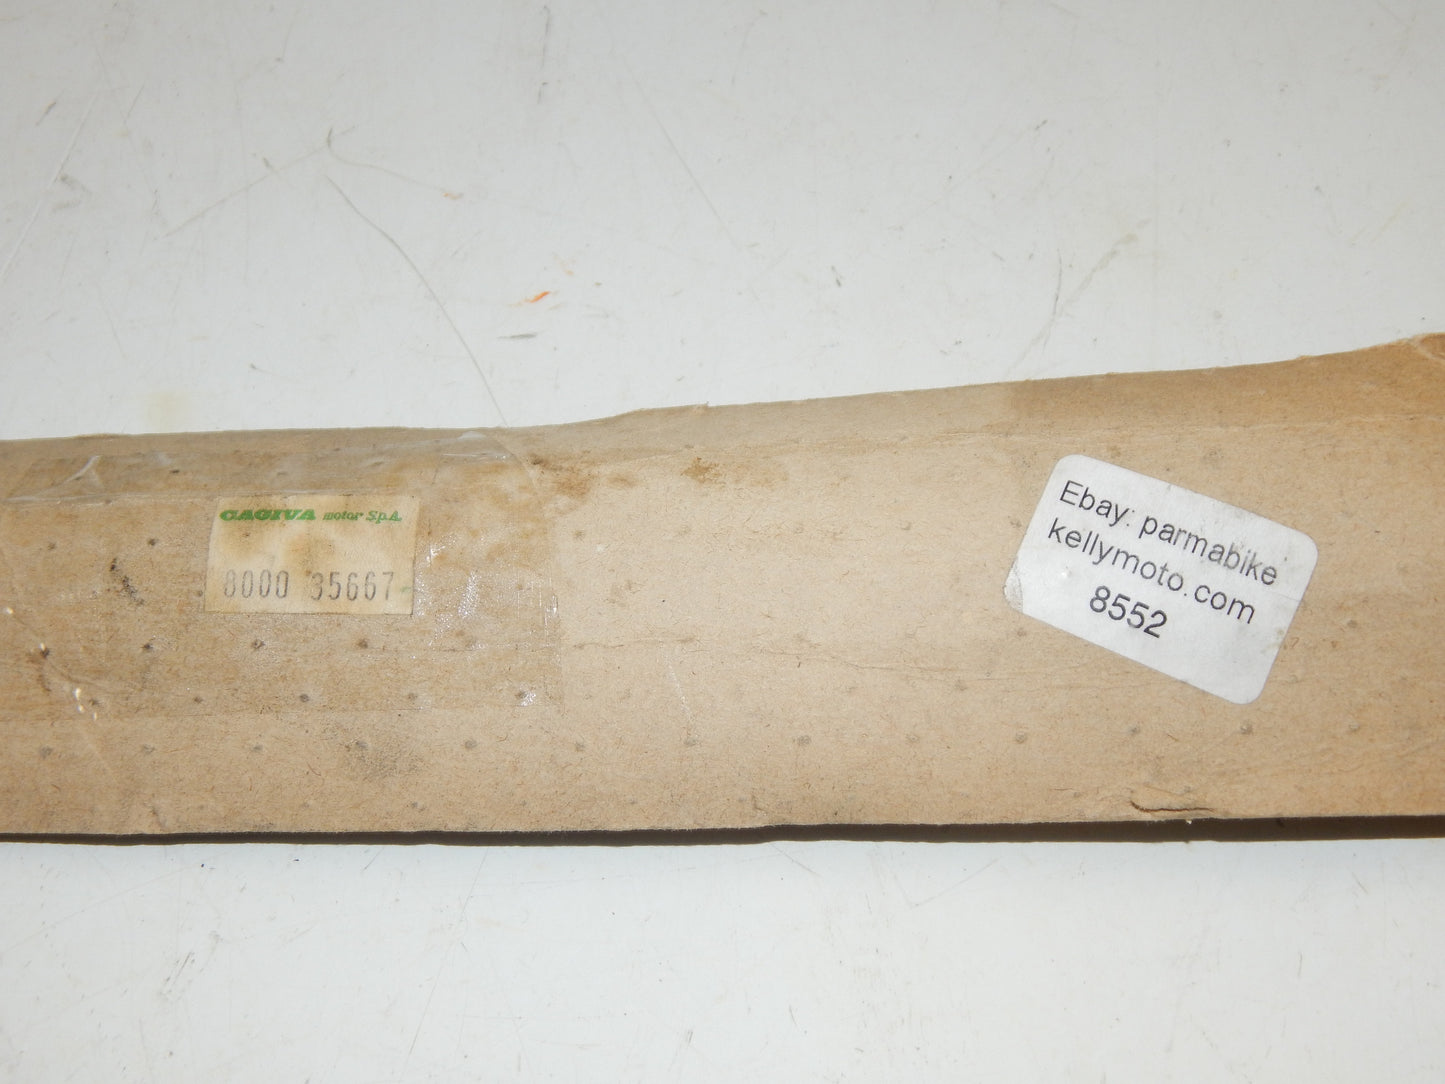 CAGIVA motor S.p.A.
8000 35667
Ebay: parmabike
kellymoto.com
8552